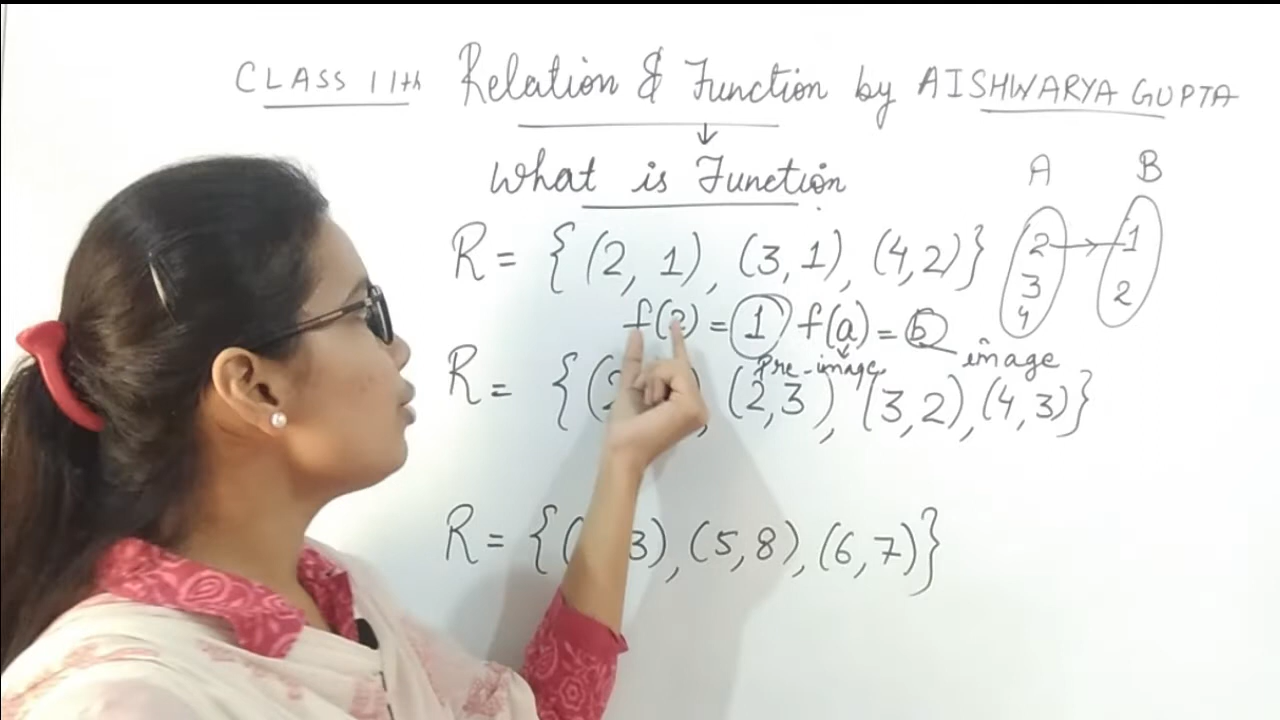 CLASS 11th Relation & Function by AISHWARYA GUPTA
What is Function
A B
R = {(2, 1), (3, 1), (4,2)}
2 1
3 2
4
f(2) = 1 f(a) = b
Pre-image image
R = {(2 , (2,3), (3,2), (4,3)}
R = {( 3), (5,8), (6,7)}